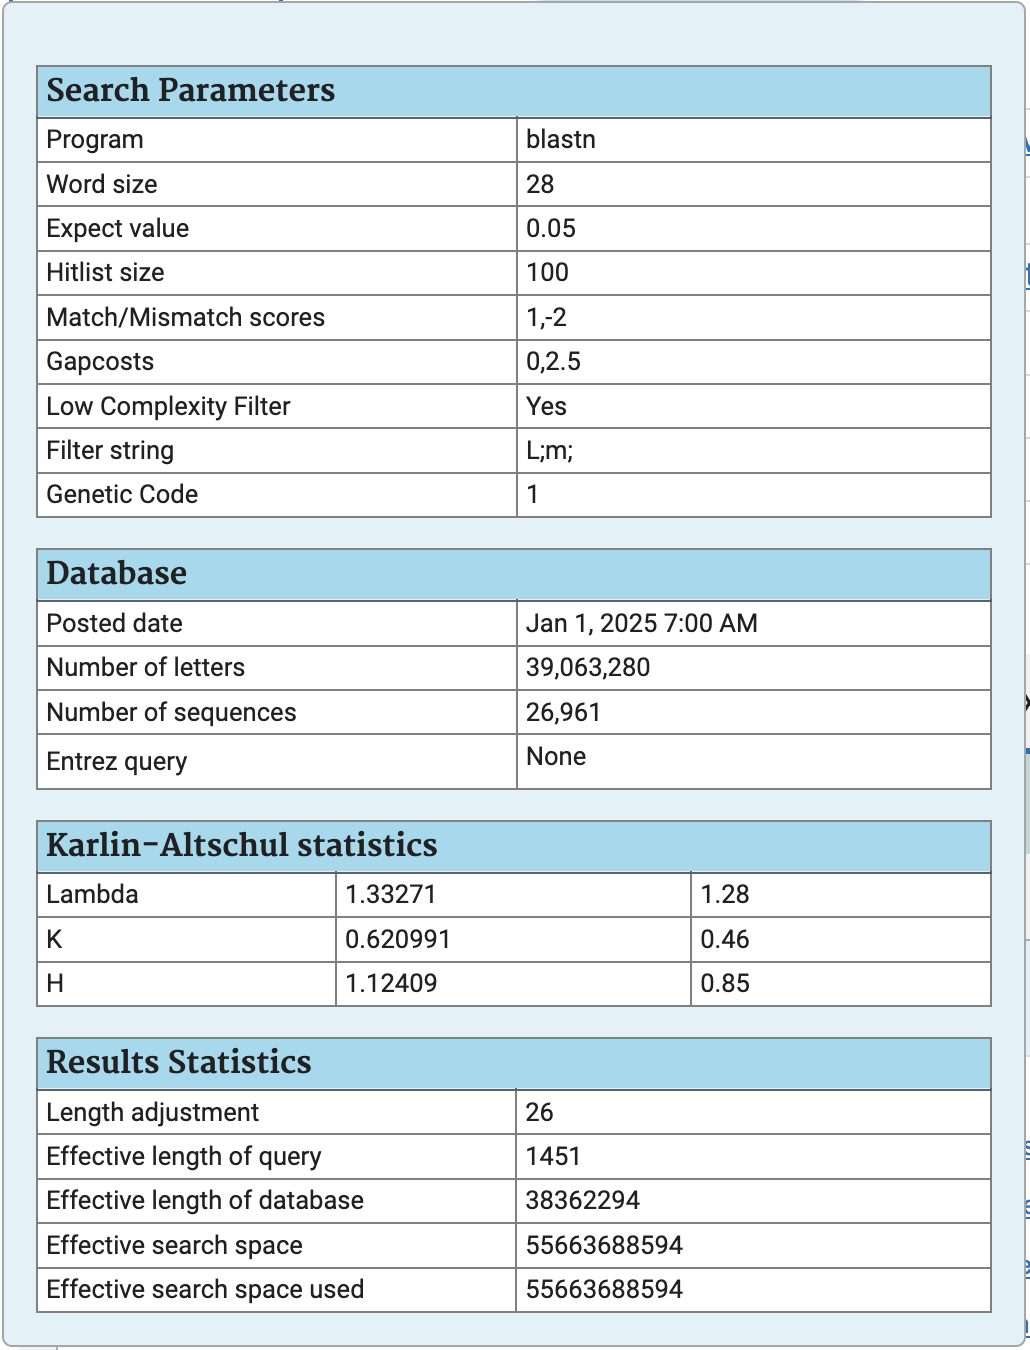 Search Parameters
Program blastn
Word size 28
Expect value 0.05
Hitlist size 100
Match/Mismatch scores 1,-2
Gapcosts 0,2.5
Low Complexity Filter Yes
Filter string L;m;
Genetic Code 1
Database
Posted date Jan 1, 2025 7:00 AM
Number of letters 39,063,280
Number of sequences 26,961
Entrez query None
Karlin-Altschul statistics
Lambda 1.33271 1.28
K 0.620991 0.46
H 1.12409 0.85
Results Statistics
Length adjustment 26
Effective length of query 1451
Effective length of database 38362294
Effective search space 55663688594
Effective search space used 55663688594